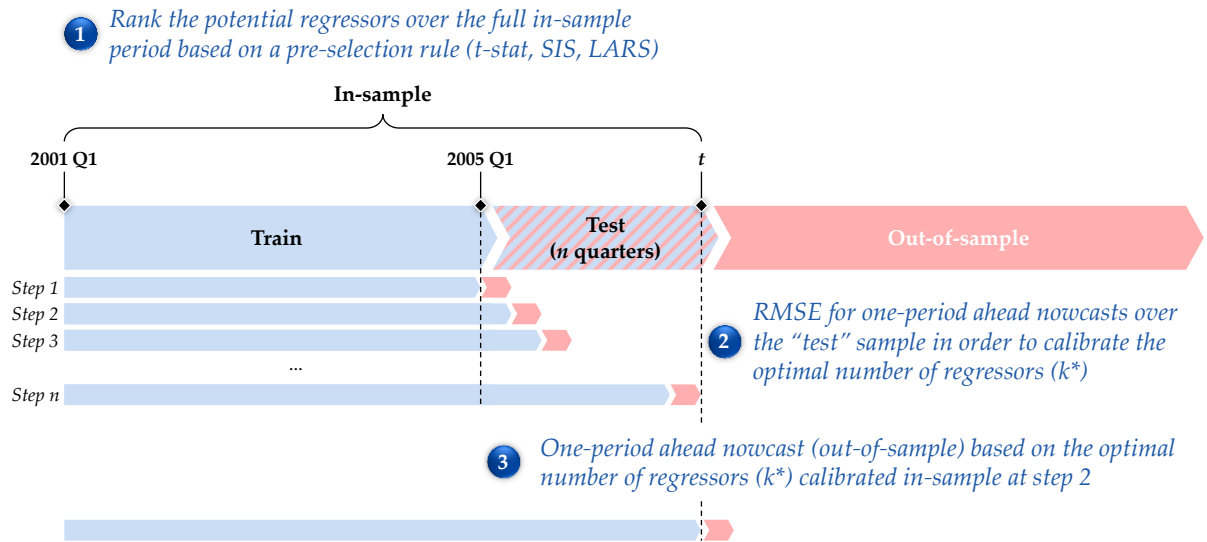 1
Rank the potential regressors over the full in-sample
period based on a pre-selection rule (t-stat, SIS, LARS)
In-sample
2001 Q1
2005 Q1
t
Train
Test
(n quarters)
Out-of-sample
Step 1
Step 2
Step 3
...
Step n
2
RMSE for one-period ahead nowcasts over
the “test” sample in order to calibrate the
optimal number of regressors (k*)
3
One-period ahead nowcast (out-of-sample) based on the optimal
number of regressors (k*) calibrated in-sample at step 2